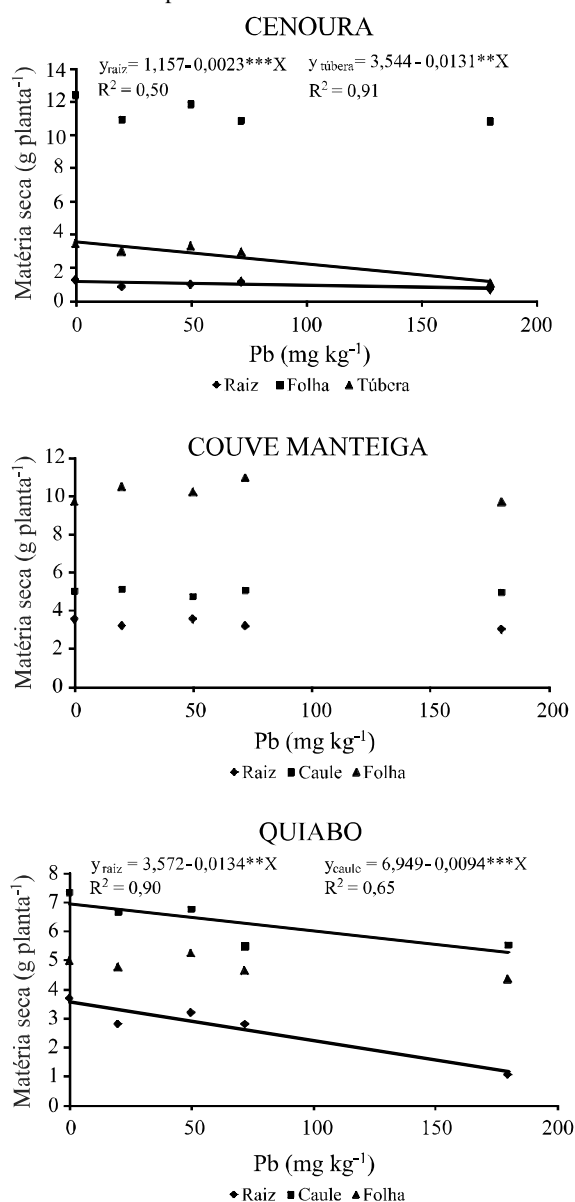 CENOURA
y raiz = 1,157-0,0023***X y túbera = 3,544-0,0131**X
R² = 0,50 R² = 0,91
14
12
10
8
6
4
2
0
Matéria seca (g planta⁻¹)
0 50 100 150 200
Pb (mg kg⁻¹)
Raiz Folha Túbera
COUVE MANTEIGA
12
10
8
6
4
2
0
Matéria seca (g planta⁻¹)
0 50 100 150 200
Pb (mg kg⁻¹)
Raiz Caule Folha
QUIABO
y raiz = 3,572-0,0134**X y caule = 6,949-0,0094***X
R² = 0,90 R² = 0,65
8
7
6
5
4
3
2
1
0
Matéria seca (g planta⁻¹)
0 50 100 150 200
Pb (mg kg⁻¹)
Raiz Caule Folha